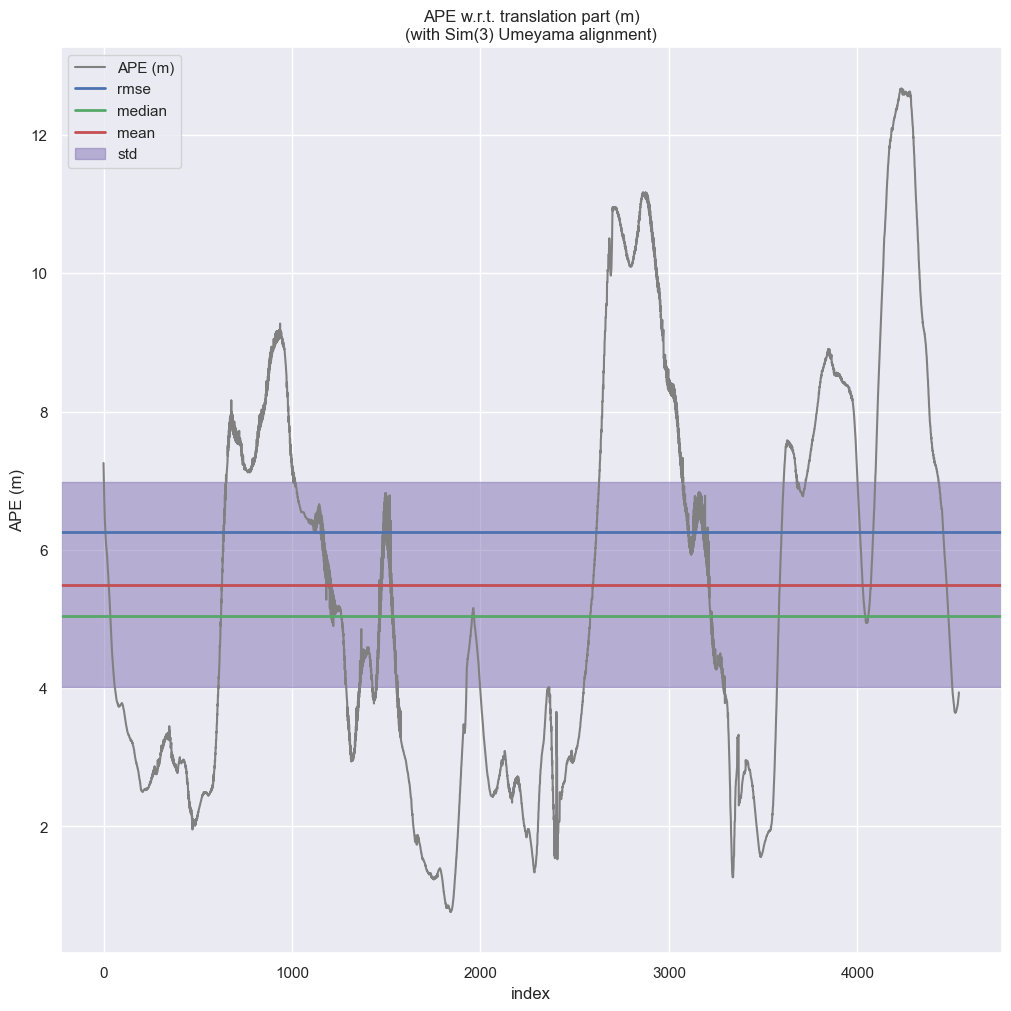 APE w.r.t. translation part (m)
(with Sim(3) Umeyama alignment)
APE (m)
rmse
median
mean
std
APE (m)
12
10
8
6
4
2
0
1000
2000
3000
4000
index